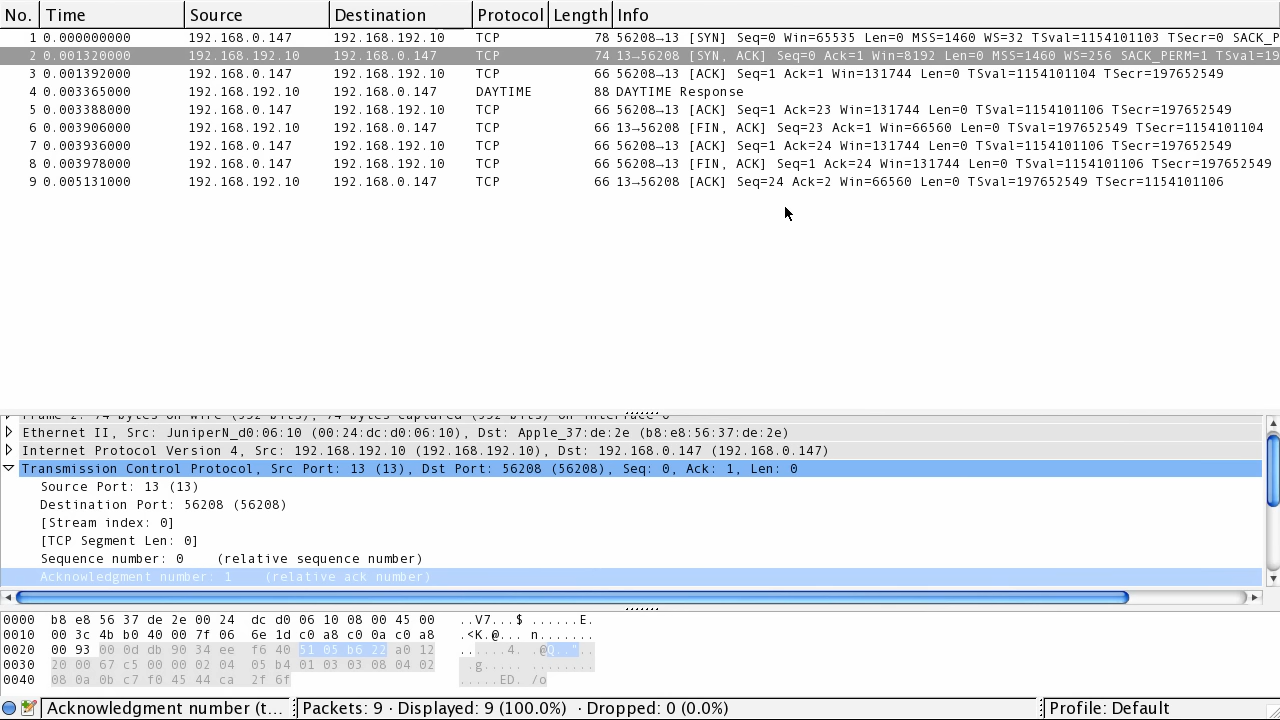 No. Time Source Destination Protocol Length Info
1 0.000000000 192.168.0.147 192.168.192.10 TCP 78 56208→13 [SYN] Seq=0 Win=65535 Len=0 MSS=1460 WS=32 TSval=1154101103 TSecr=0 SACK_P
2 0.001320000 192.168.192.10 192.168.0.147 TCP 74 13→56208 [SYN, ACK] Seq=0 Ack=1 Win=8192 Len=0 MSS=1460 WS=256 SACK_PERM=1 TSval=19
3 0.001392000 192.168.0.147 192.168.192.10 TCP 66 56208→13 [ACK] Seq=1 Ack=1 Win=131744 Len=0 TSval=1154101104 TSecr=197652549
4 0.003365000 192.168.192.10 192.168.0.147 DAYTIME 88 DAYTIME Response
5 0.003388000 192.168.0.147 192.168.192.10 TCP 66 56208→13 [ACK] Seq=1 Ack=23 Win=131744 Len=0 TSval=1154101106 TSecr=197652549
6 0.003906000 192.168.192.10 192.168.0.147 TCP 66 13→56208 [FIN, ACK] Seq=23 Ack=1 Win=66560 Len=0 TSval=197652549 TSecr=1154101104
7 0.003936000 192.168.0.147 192.168.192.10 TCP 66 56208→13 [ACK] Seq=1 Ack=24 Win=131744 Len=0 TSval=1154101106 TSecr=197652549
8 0.003978000 192.168.0.147 192.168.192.10 TCP 66 56208→13 [FIN, ACK] Seq=1 Ack=24 Win=131744 Len=0 TSval=1154101106 TSecr=197652549
9 0.005131000 192.168.192.10 192.168.0.147 TCP 66 13→56208 [ACK] Seq=24 Ack=2 Win=66560 Len=0 TSval=197652549 TSecr=1154101106
Frame 2: 74 bytes on wire (592 bits), 74 bytes captured (592 bits) on interface 0
Ethernet II, Src: JuniperN_d0:06:10 (00:24:dc:d0:06:10), Dst: Apple_37:de:2e (b8:e8:56:37:de:2e)
Internet Protocol Version 4, Src: 192.168.192.10 (192.168.192.10), Dst: 192.168.0.147 (192.168.0.147)
Transmission Control Protocol, Src Port: 13 (13), Dst Port: 56208 (56208), Seq: 0, Ack: 1, Len: 0
Source Port: 13 (13)
Destination Port: 56208 (56208)
[Stream index: 0]
[TCP Segment Len: 0]
Sequence number: 0 (relative sequence number)
Acknowledgment number: 1 (relative ack number)
0000 b8 e8 56 37 de 2e 00 24 dc d0 06 10 08 00 45 00 ..V7...$ ......E.
0010 00 3c 4b b0 40 00 7f 06 6e 1d c0 a8 c0 0a c0 a8 .<K.@... n.......
0020 00 93 00 0d db 90 34 ee f6 40 51 05 b6 22 a0 12 ......4. .@Q.."..
0030 20 00 67 c5 00 00 02 04 05 b4 01 03 03 08 04 02 .g..... ........
0040 08 0a 0b c7 f0 45 44 ca 2f 6f .....ED. /o
Acknowledgment number (t... Packets: 9 · Displayed: 9 (100.0%) · Dropped: 0 (0.0%) Profile: Default